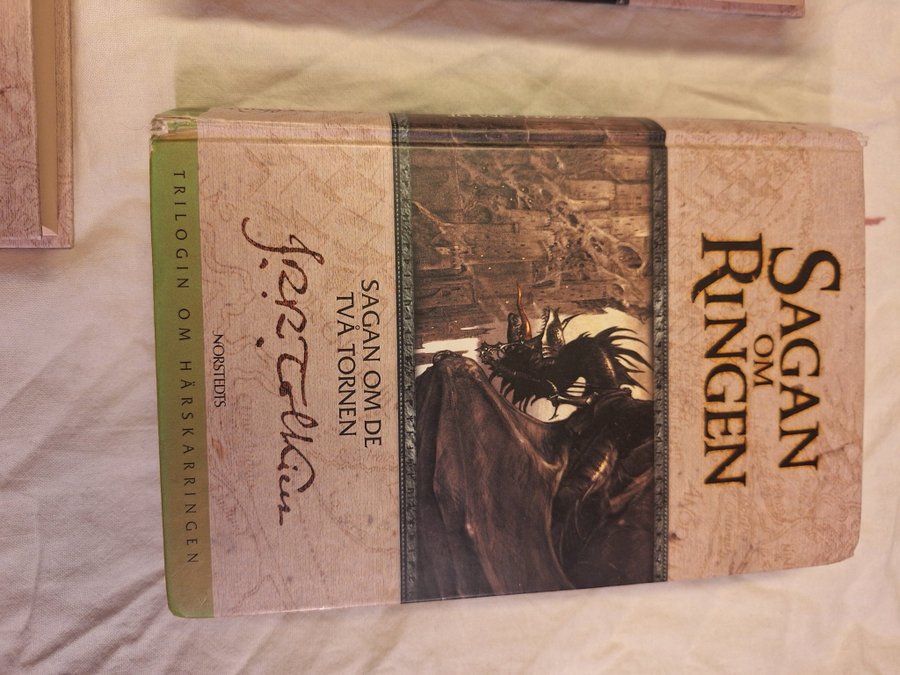 SAGAN
OM
RINGEN
SAGAN OM DE
TVÅ TORNEN
J.R.R. Tolkien
NORSTEDTS
TRILOGIN OM HÄRSKARRINGEN